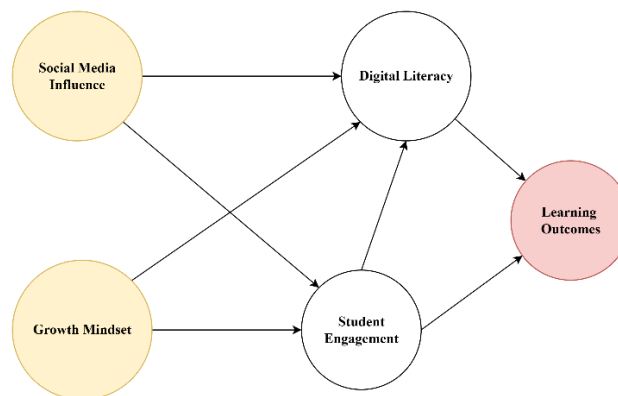 Social Media
Influence
Digital Literacy
Learning
Outcomes
Growth Mindset
Student
Engagement